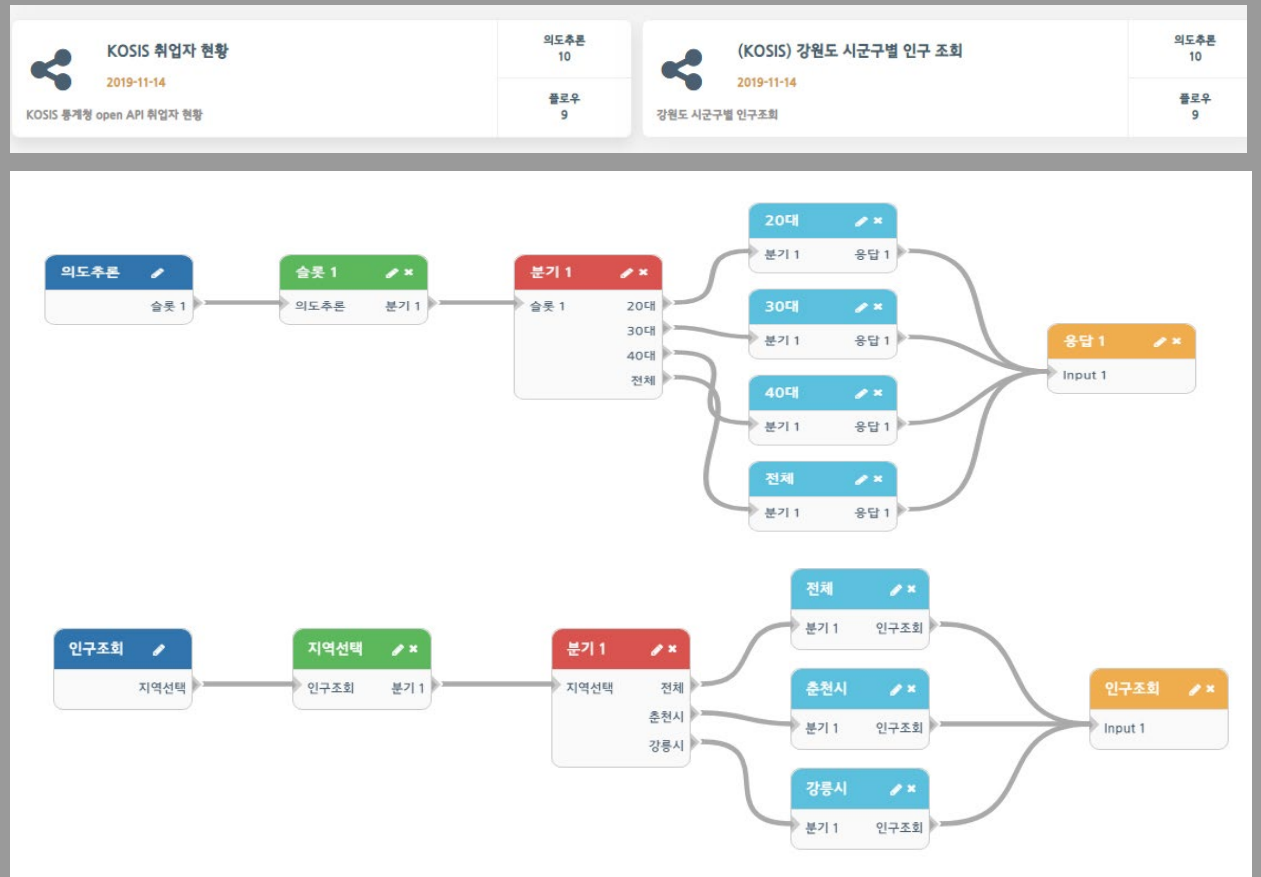 KOSIS 취업자 현황
2019-11-14
KOSIS 통계청 open API 취업자 현황
의도추론
10
플로우
9
(KOSIS) 강원도 시군구별 인구 조회
2019-11-14
강원도 시군구별 인구조회
의도추론
10
플로우
9
의도추론
슬롯 1
슬롯 1
의도추론 분기 1
분기 1
슬롯 1 20대
30대
40대
전체
20대
분기 1 응답 1
30대
분기 1 응답 1
40대
분기 1 응답 1
전체
분기 1 응답 1
응답 1
Input 1
인구조회
지역선택
지역선택
인구조회 분기 1
분기 1
지역선택 전체
춘천시
강릉시
전체
분기 1 인구조회
춘천시
분기 1 인구조회
강릉시
분기 1 인구조회
인구조회
Input 1